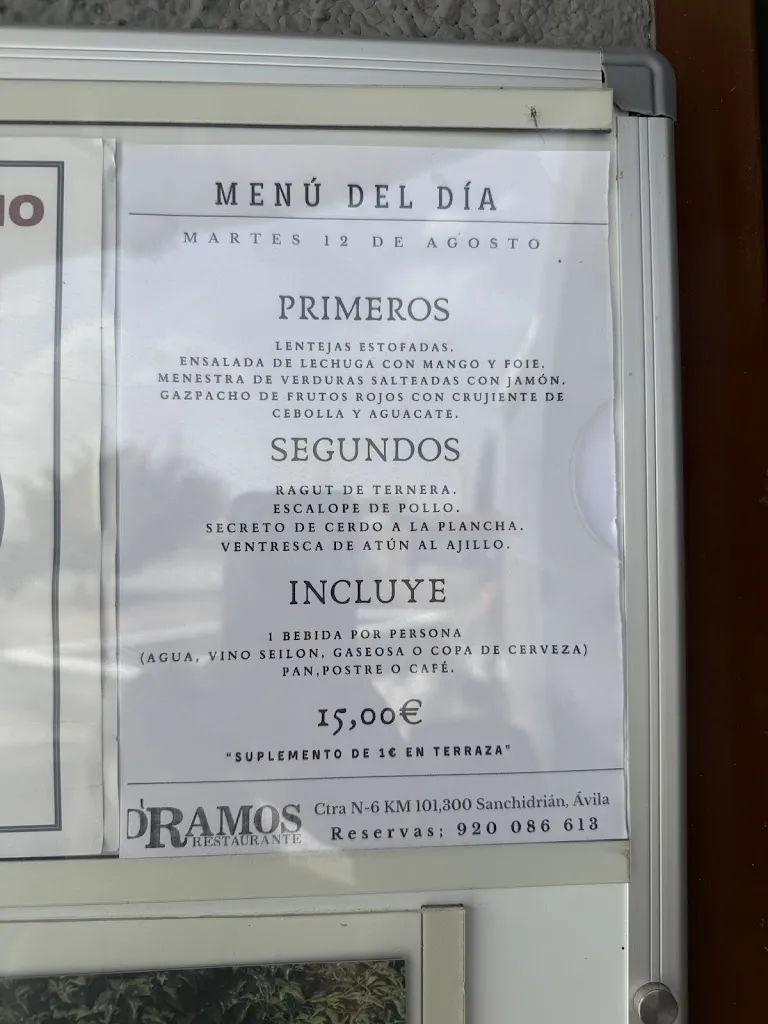 IO
MENÚ DEL DÍA
MARTES 12 DE AGOSTO
PRIMEROS
LENTEJAS ESTOFADAS.
ENSALADA DE LECHUGA CON MANGO Y FOIE.
MENESTRA DE VERDURAS SALTEADAS CON JAMÓN.
GAZPACHO DE FRUTOS ROJOS CON CRUJIENTE DE
CEBOLLA Y AGUACATE.
SEGUNDOS
RAGUT DE TERNERA.
ESCALOPE DE POLLO.
SECRETO DE CERDO A LA PLANCHA.
VENTRESCA DE ATÚN AL AJILLO.
INCLUYE
1 BEBIDA POR PERSONA
(AGUA, VINO SEILON, GASEOSA O COPA DE CERVEZA)
PAN,POSTRE O CAFÉ.
15,00€
"SUPLEMENTO DE 1€ EN TERRAZA"
D'RAMOS
RESTAURANTE
Ctra N-6 KM 101,300 Sanchidrián, Ávila
Reservas; 920 086 613